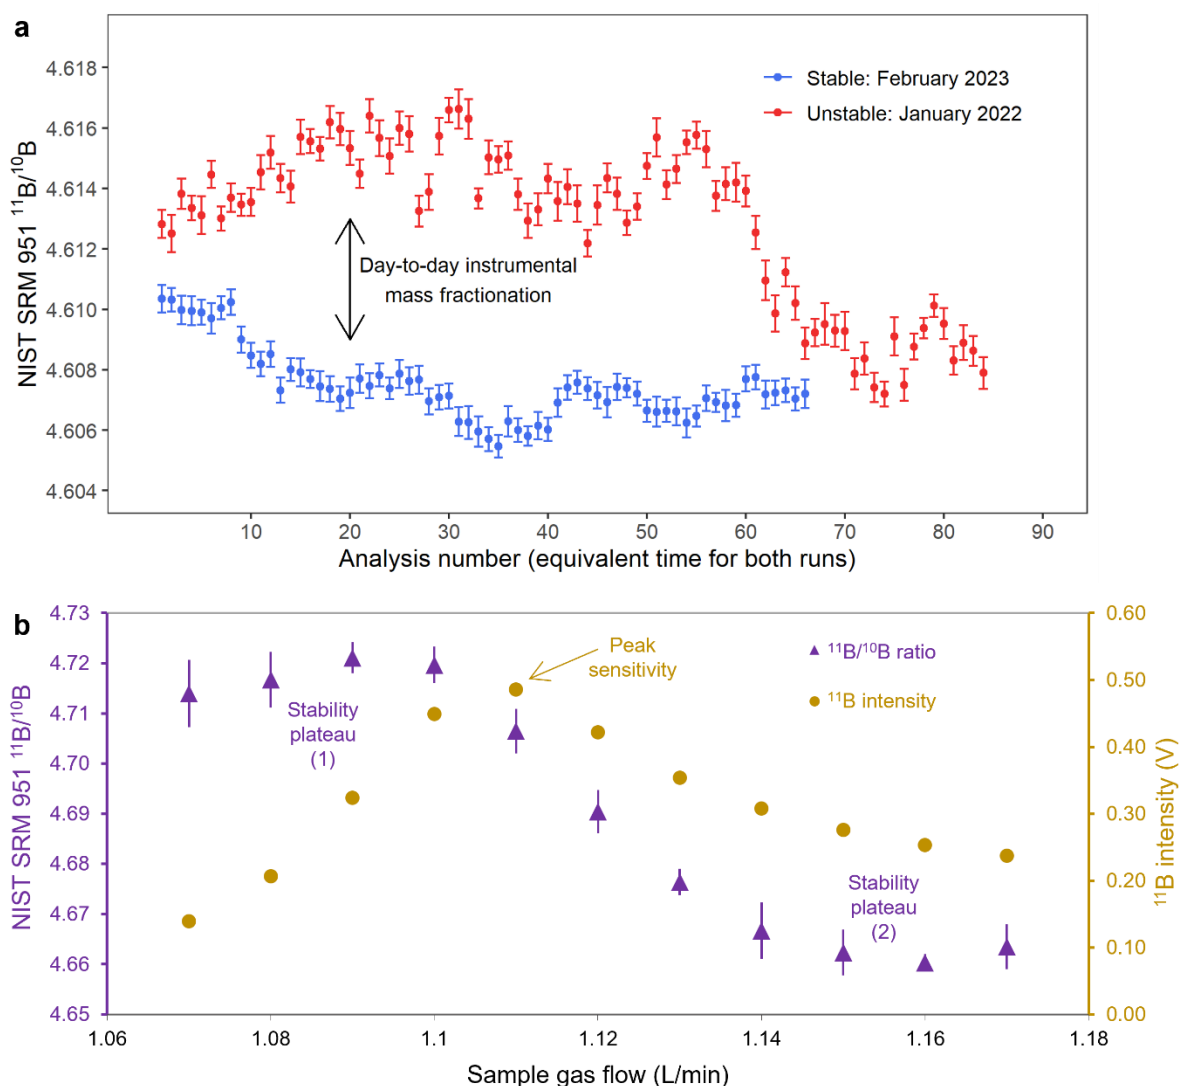 a
NIST SRM 951 ¹¹B/¹⁰B
4.618
4.616
4.614
4.612
4.610
4.608
4.606
4.604
Stable: February 2023
Unstable: January 2022
Day-to-day instrumental
mass fractionation
10 20 30 40 50 60 70 80 90
Analysis number (equivalent time for both runs)
b
NIST SRM 951 ¹¹B/¹⁰B
4.73
4.72
4.71
4.70
4.69
4.68
4.67
4.66
4.65
Peak
sensitivity
¹¹B/¹⁰B ratio
¹¹B intensity
Stability
plateau
(1)
Stability
plateau
(2)
0.60
0.50
0.40
0.30
0.20
0.10
0.00
¹¹B intensity (V)
1.06 1.08 1.1 1.12 1.14 1.16 1.18
Sample gas flow (L/min)